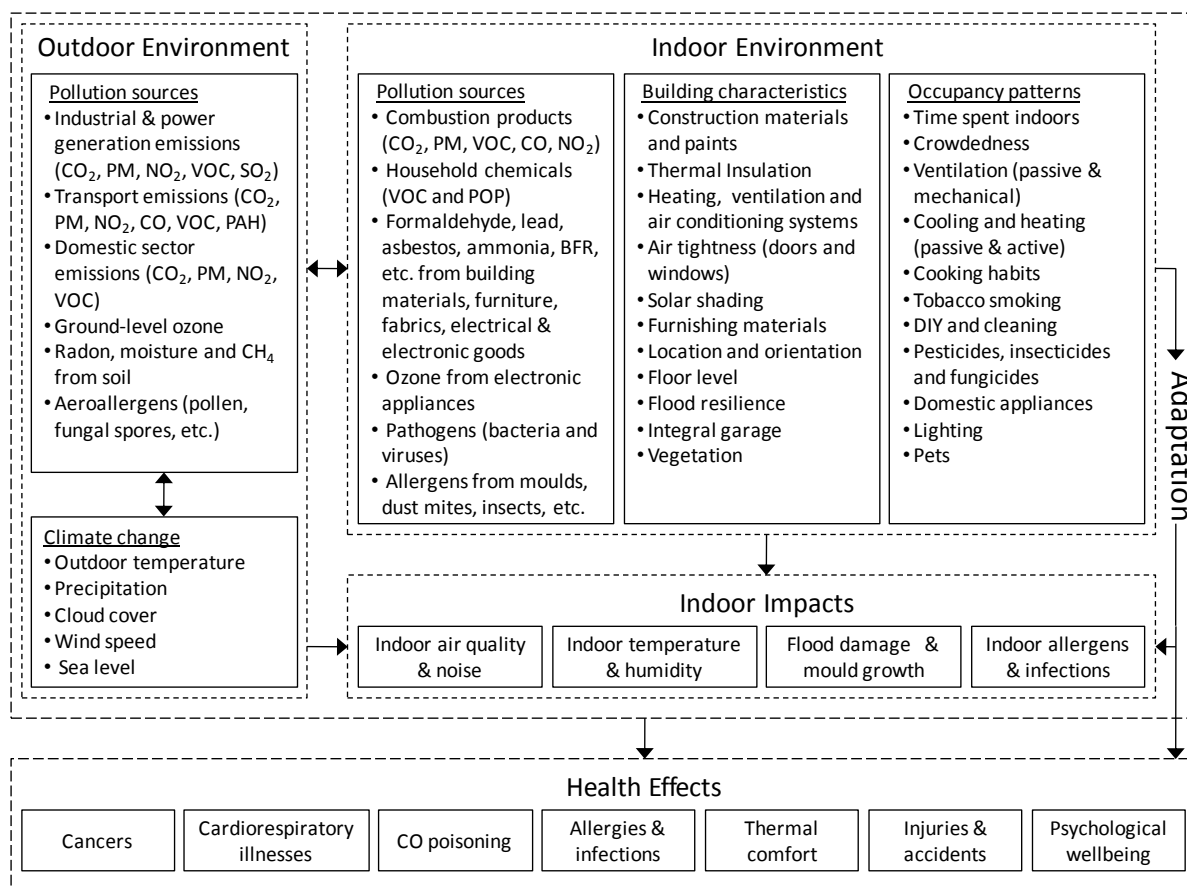 Outdoor Environment
Pollution sources
• Industrial & power
generation emissions
(CO₂, PM, NO₂, VOC, SO₂)
• Transport emissions (CO₂,
PM, NO₂, CO, VOC, PAH)
• Domestic sector
emissions (CO₂, PM, NO₂,
VOC)
• Ground-level ozone
• Radon, moisture and CH₄
from soil
• Aeroallergens (pollen,
fungal spores, etc.)
Climate change
• Outdoor temperature
• Precipitation
• Cloud cover
• Wind speed
• Sea level
Indoor Environment
Pollution sources
• Combustion products
(CO₂, PM, VOC, CO, NO₂)
• Household chemicals
(VOC and POP)
• Formaldehyde, lead,
asbestos, ammonia, BFR,
etc. from building
materials, furniture,
fabrics, electrical &
electronic goods
• Ozone from electronic
appliances
• Pathogens (bacteria and
viruses)
• Allergens from moulds,
dust mites, insects, etc.
Building characteristics
• Construction materials
and paints
• Thermal Insulation
• Heating, ventilation and
air conditioning systems
• Air tightness (doors and
windows)
• Solar shading
• Furnishing materials
• Location and orientation
• Floor level
• Flood resilience
• Integral garage
• Vegetation
Occupancy patterns
• Time spent indoors
• Crowdedness
• Ventilation (passive &
mechanical)
• Cooling and heating
(passive & active)
• Cooking habits
• Tobacco smoking
• DIY and cleaning
• Pesticides, insecticides
and fungicides
• Domestic appliances
• Lighting
• Pets
Adaptation
Indoor Impacts
Indoor air quality
& noise
Indoor temperature
& humidity
Flood damage &
mould growth
Indoor allergens
& infections
Health Effects
Cancers
Cardiorespiratory
illnesses
CO poisoning
Allergies &
infections
Thermal
comfort
Injuries &
accidents
Psychological
wellbeing